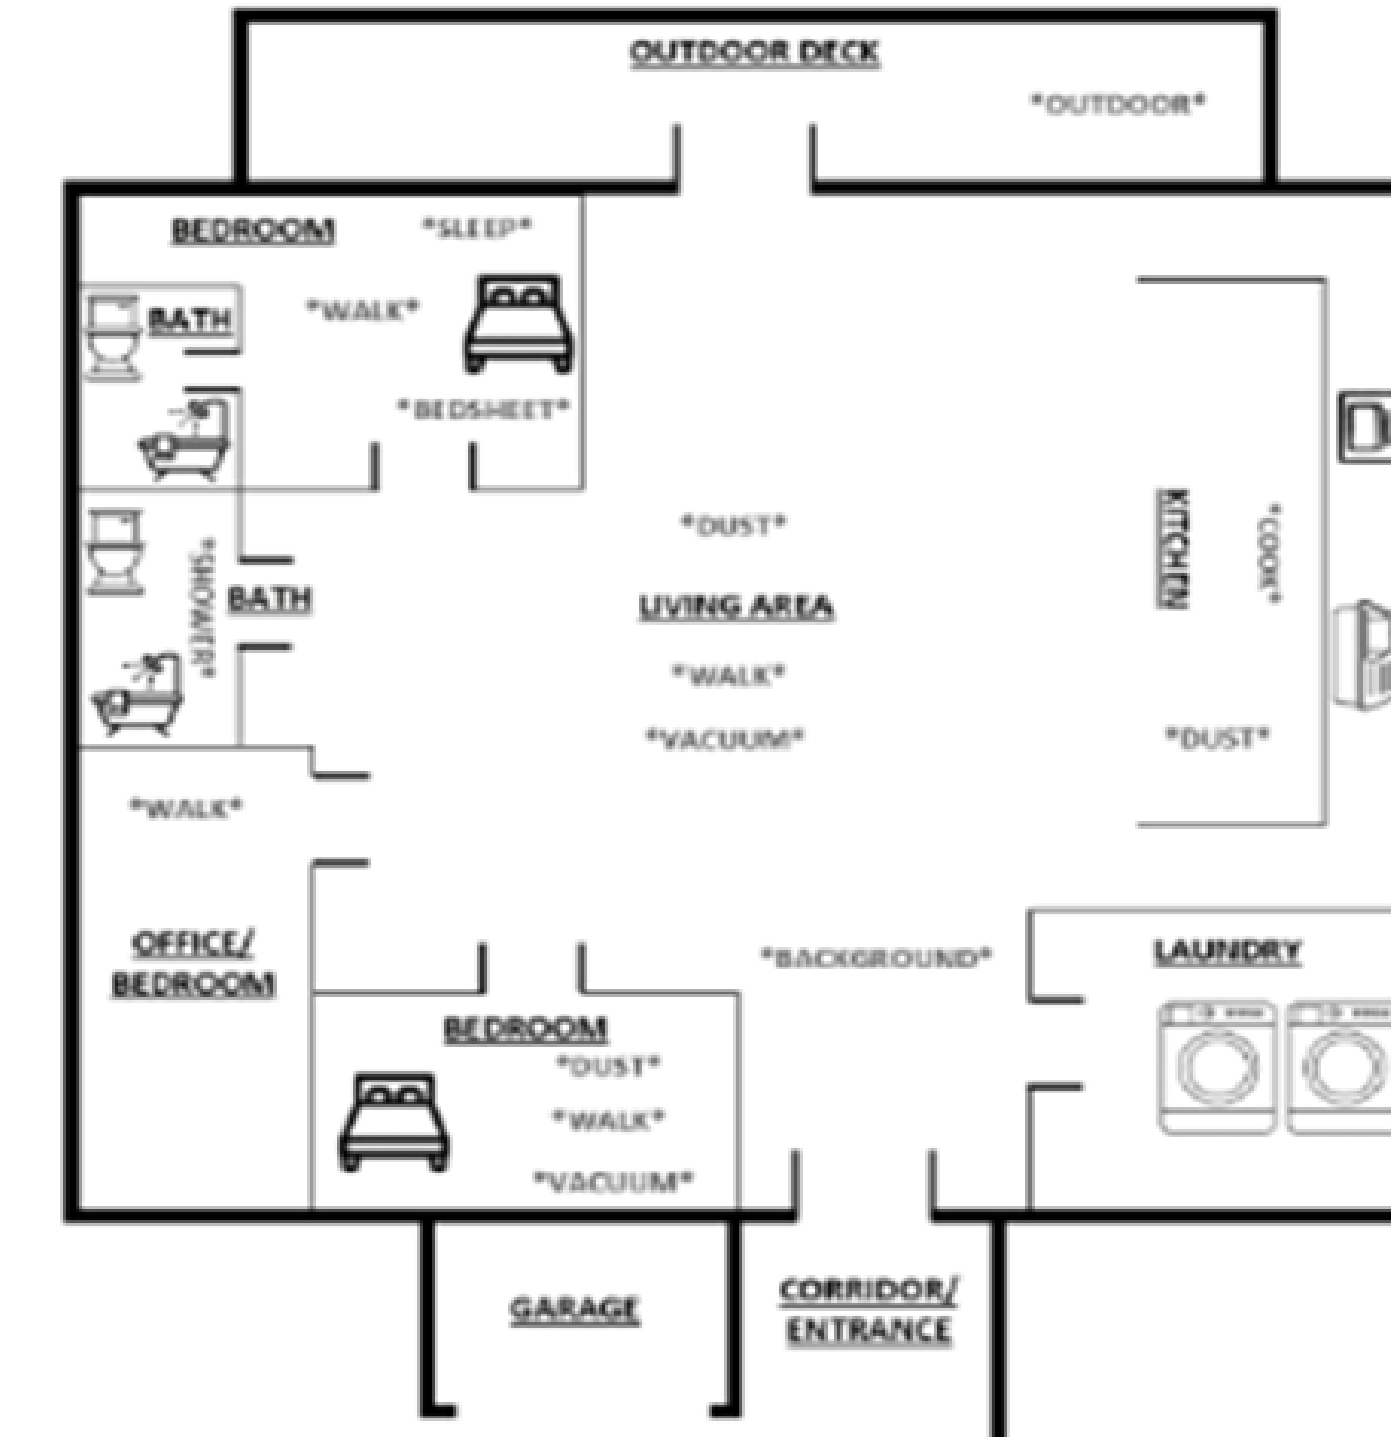 OUTDOOR DECK
*OUTDOOR*
BEDROOM
*SLEEP*
BATH
*WALK*
*BEDSHEET*
*SHOWER*
BATH
*DUST*
LIVING AREA
*WALK*
*VACUUM*
KITCHEN
*COOK*
*DUST*
*WALK*
OFFICE/
BEDROOM
*BACKGROUND*
LAUNDRY
BEDROOM
*DUST*
*WALK*
*VACUUM*
GARAGE
CORRIDOR/
ENTRANCE